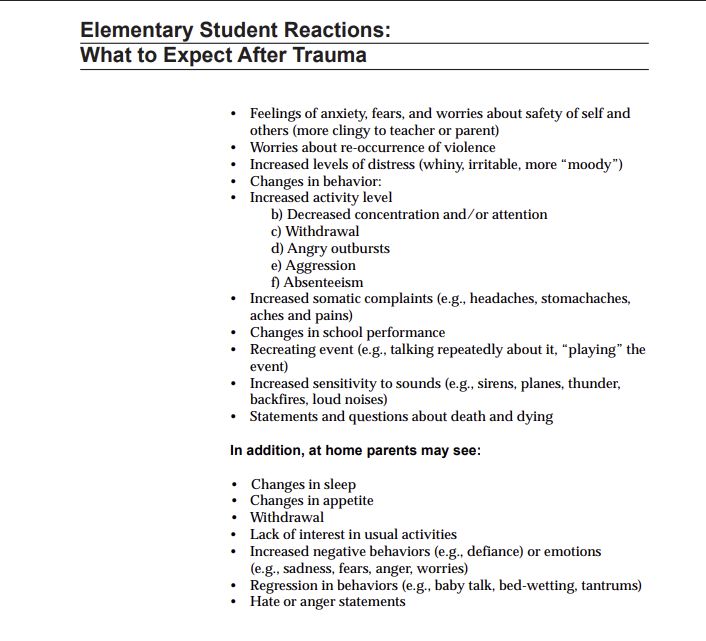 Elementary Student Reactions:
What to Expect After Trauma
• Feelings of anxiety, fears, and worries about safety of self and
others (more clingy to teacher or parent)
• Worries about re-occurrence of violence
• Increased levels of distress (whiny, irritable, more “moody”)
• Changes in behavior:
• Increased activity level
b) Decreased concentration and/or attention
c) Withdrawal
d) Angry outbursts
e) Aggression
f) Absenteeism
• Increased somatic complaints (e.g., headaches, stomachaches,
aches and pains)
• Changes in school performance
• Recreating event (e.g., talking repeatedly about it, “playing” the
event)
• Increased sensitivity to sounds (e.g., sirens, planes, thunder,
backfires, loud noises)
• Statements and questions about death and dying
In addition, at home parents may see:
• Changes in sleep
• Changes in appetite
• Withdrawal
• Lack of interest in usual activities
• Increased negative behaviors (e.g., defiance) or emotions
(e.g., sadness, fears, anger, worries)
• Regression in behaviors (e.g., baby talk, bed-wetting, tantrums)
• Hate or anger statements